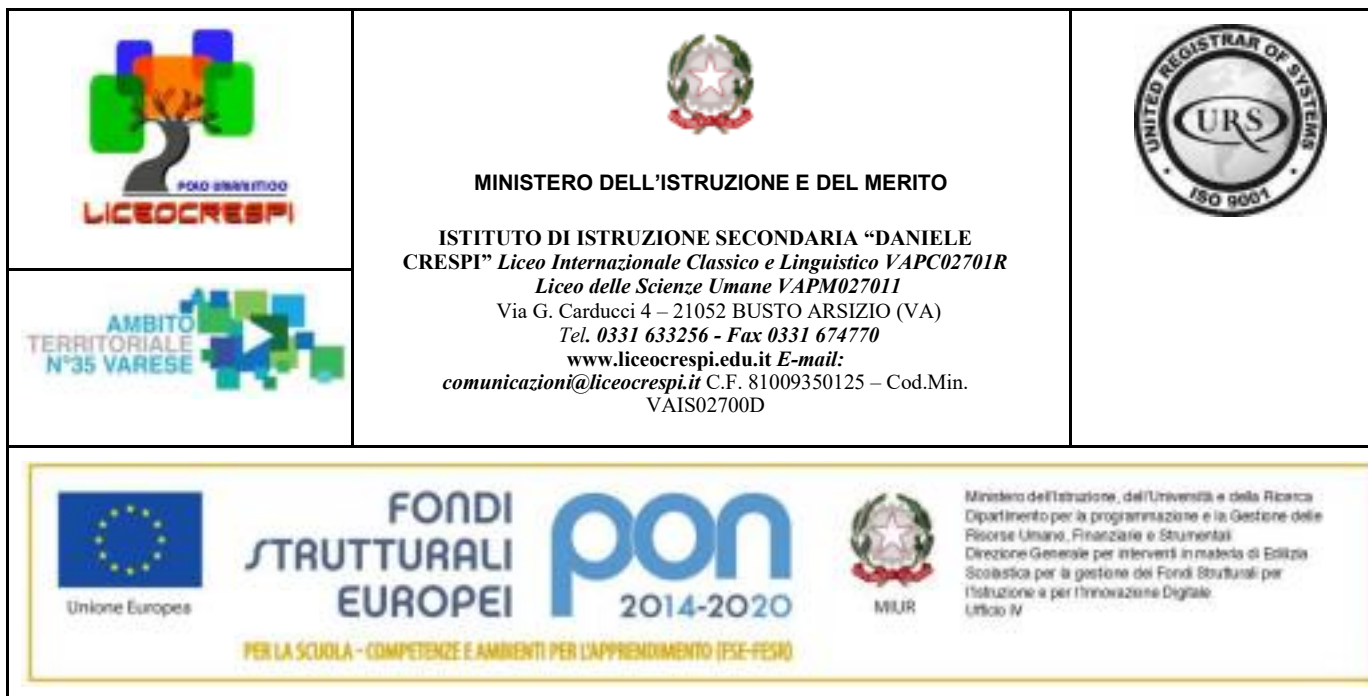 POLO UMANISTICO
LICEOCRESPI
AMBITO
TERRITORIALE
N°35 VARESE
MINISTERO DELL'ISTRUZIONE E DEL MERITO
ISTITUTO DI ISTRUZIONE SECONDARIA “DANIELE
CRESPI” Liceo Internazionale Classico e Linguistico VAPC02701R
Liceo delle Scienze Umane VAPM027011
Via G. Carducci 4 – 21052 BUSTO ARSIZIO (VA)
Tel. 0331 633256 - Fax 0331 674770
www.liceocrespi.edu.it E-mail:
comunicazioni@liceocrespi.it C.F. 81009350125 – Cod.Min.
VAIS02700D
UNITED REGISTRAR OF SYSTEMS
URS
ISO 9001
Unione Europea
FONDI
STRUTTURALI
EUROPEI
pon
2014-2020
PER LA SCUOLA - COMPETENZE E AMBIENTI PER L'APPRENDIMENTO (FSE-FESR)
MIUR
Ministero dell'Istruzione, dell'Università e della Ricerca
Dipartimento per la programmazione e la Gestione delle
Risorse Umane, Finanziarie e Strumentali
Direzione Generale per interventi in materia di Edilizia
Scolastica per la gestione dei Fondi Strutturali per
l'Istruzione e per l'Innovazione Digitale
Ufficio IV